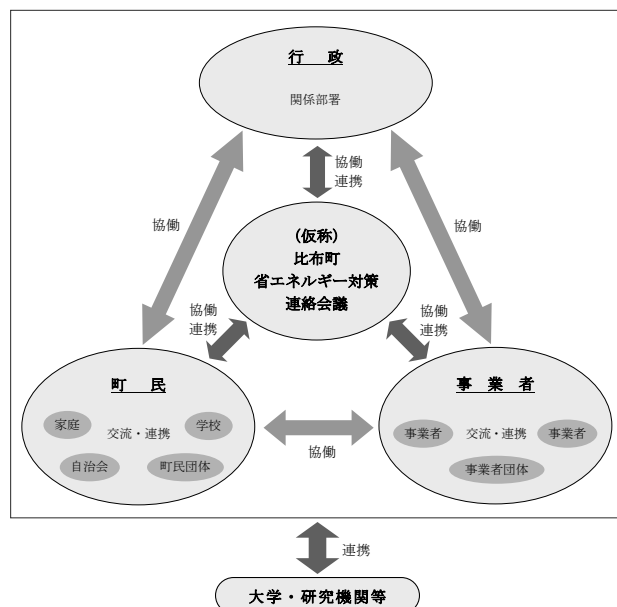 行 政
関係部署
協働
連携
協働
協働
(仮称)
比布町
省エネルギー対策
連絡会議
協働
連携
協働
連携
町 民
家庭
交流・連携
学校
自治会
町民団体
協働
事 業 者
事業者
交流・連携
事業者
事業者団体
連携
大学・研究機関等